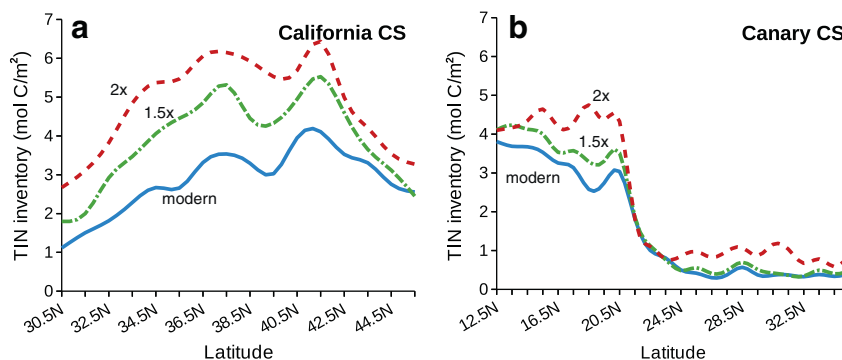 a
California CS
TIN inventory (mol C/m²)
7
6
5
4
3
2
1
0
2x
1.5x
modern
30.5N
32.5N
34.5N
36.5N
38.5N
40.5N
42.5N
44.5N
Latitude
b
Canary CS
TIN inventory (mol C/m²)
7
6
5
4
3
2
1
0
2x
1.5x
modern
12.5N
16.5N
20.5N
24.5N
28.5N
32.5N
Latitude